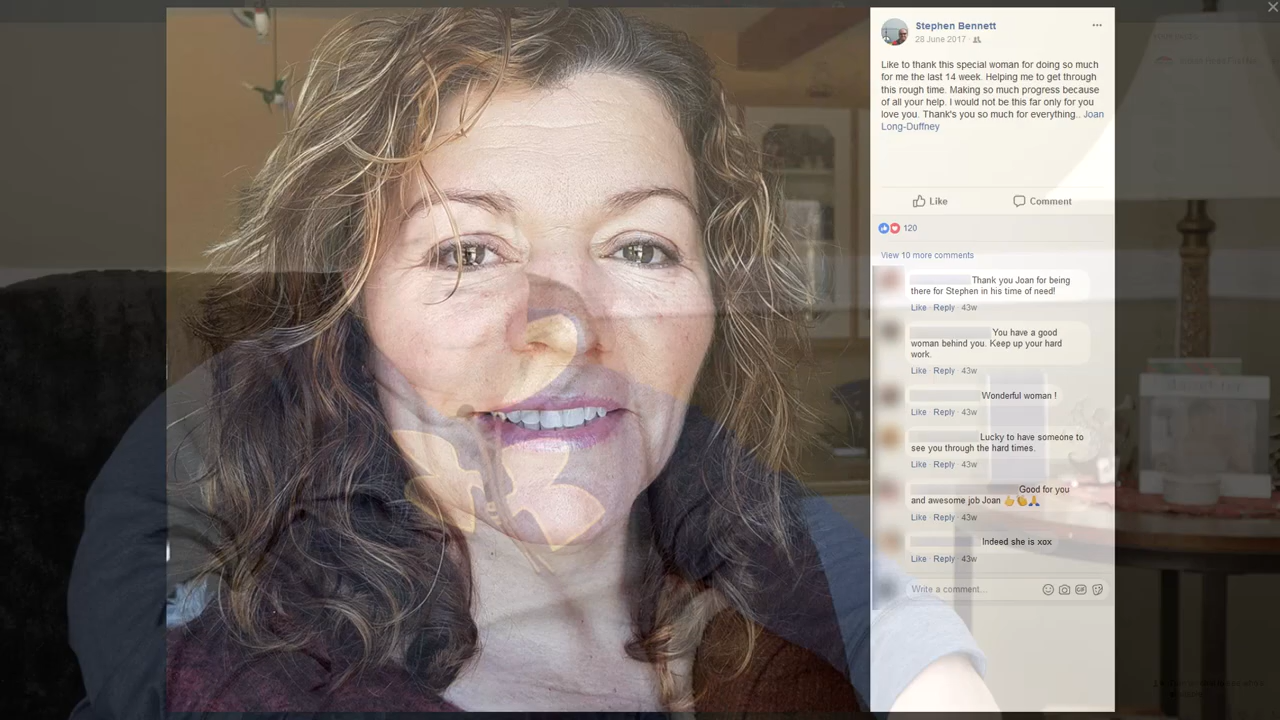 Stephen Bennett
28 June 2017
Like to thank this special woman for doing so much
for me the last 14 week. Helping me to get through
this rough time. Making so much progress because
of all your help. I would not be this far only for you
love you. Thank's you so much for everything.. Joan
Long-Duffney
Like Comment
120
View 10 more comments
Thank you Joan for being
there for Stephen in his time of need!
Like Reply 43w
You have a good
woman behind you. Keep up your hard
work.
Like Reply 43w
Wonderful woman !
Like Reply 43w
Lucky to have someone to
see you through the hard times.
Like Reply 43w
Good for you
and awesome job Joan 👍👏🙏
Like Reply 43w
Indeed she is xox
Like Reply 43w
Write a comment...